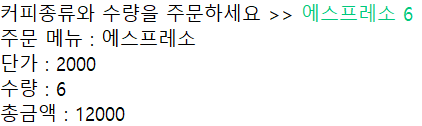 커피종류와 수량을 주문하세요 >> 에스프레소 6
주문 메뉴 : 에스프레소
단가 : 2000
수량 : 6
총금액 : 12000